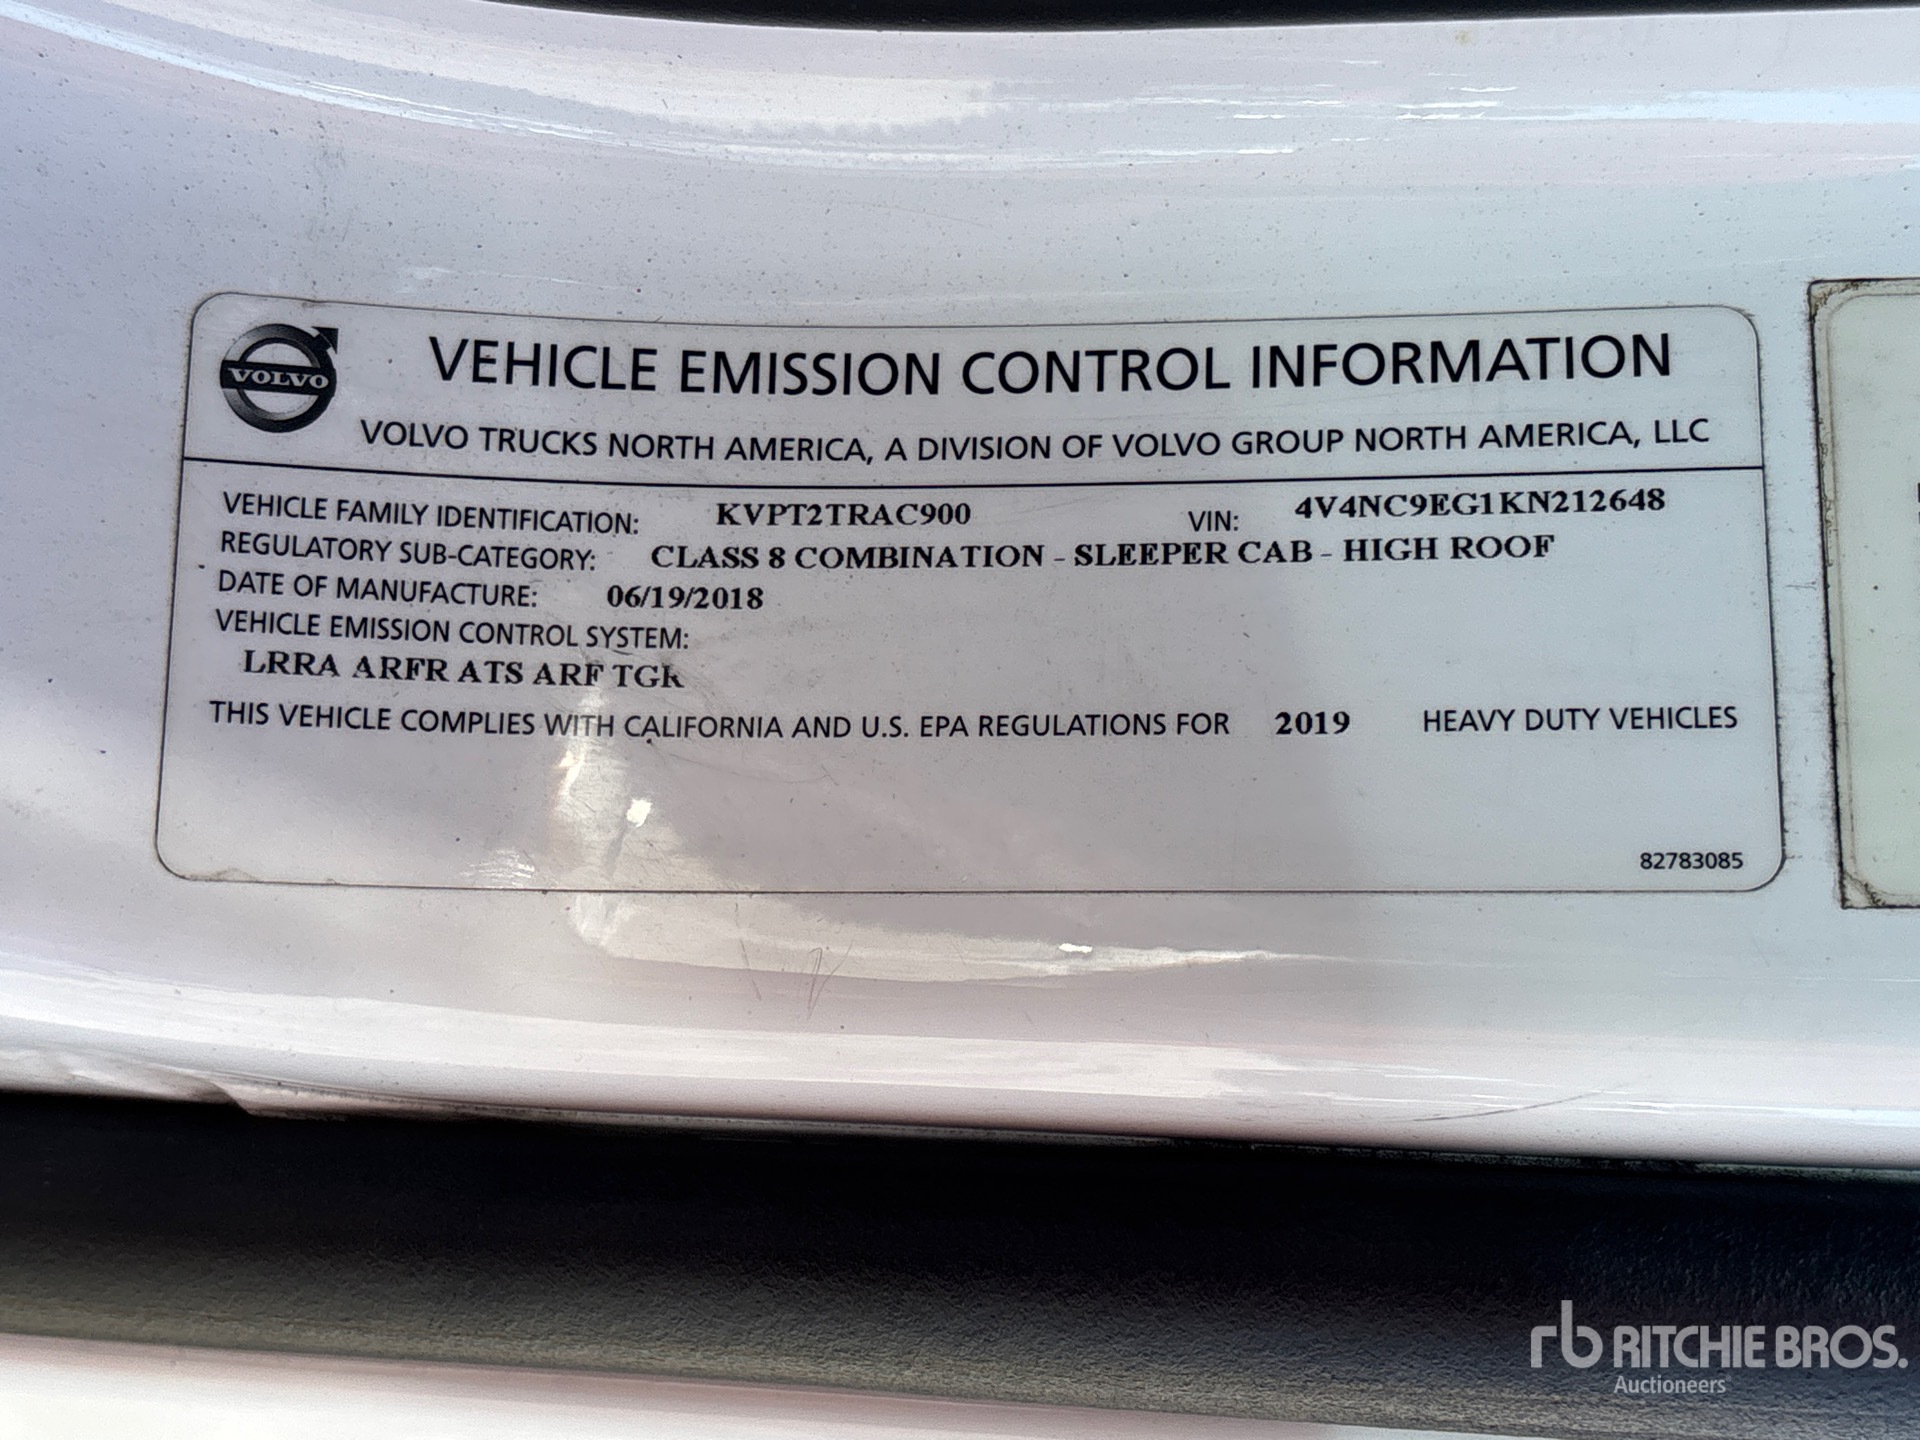 VOLVO
VEHICLE EMISSION CONTROL INFORMATION
VOLVO TRUCKS NORTH AMERICA, A DIVISION OF VOLVO GROUP NORTH AMERICA, LLC
VEHICLE FAMILY IDENTIFICATION: KVPT2TRAC900 VIN: 4V4NC9EG1KN212648
REGULATORY SUB-CATEGORY: CLASS 8 COMBINATION - SLEEPER CAB - HIGH ROOF
DATE OF MANUFACTURE: 06/19/2018
VEHICLE EMISSION CONTROL SYSTEM:
LRRA ARFR ATS ARF TGR
THIS VEHICLE COMPLIES WITH CALIFORNIA AND U.S. EPA REGULATIONS FOR 2019 HEAVY DUTY VEHICLES
82783085
rb RITCHIE BROS.
Auctioneers